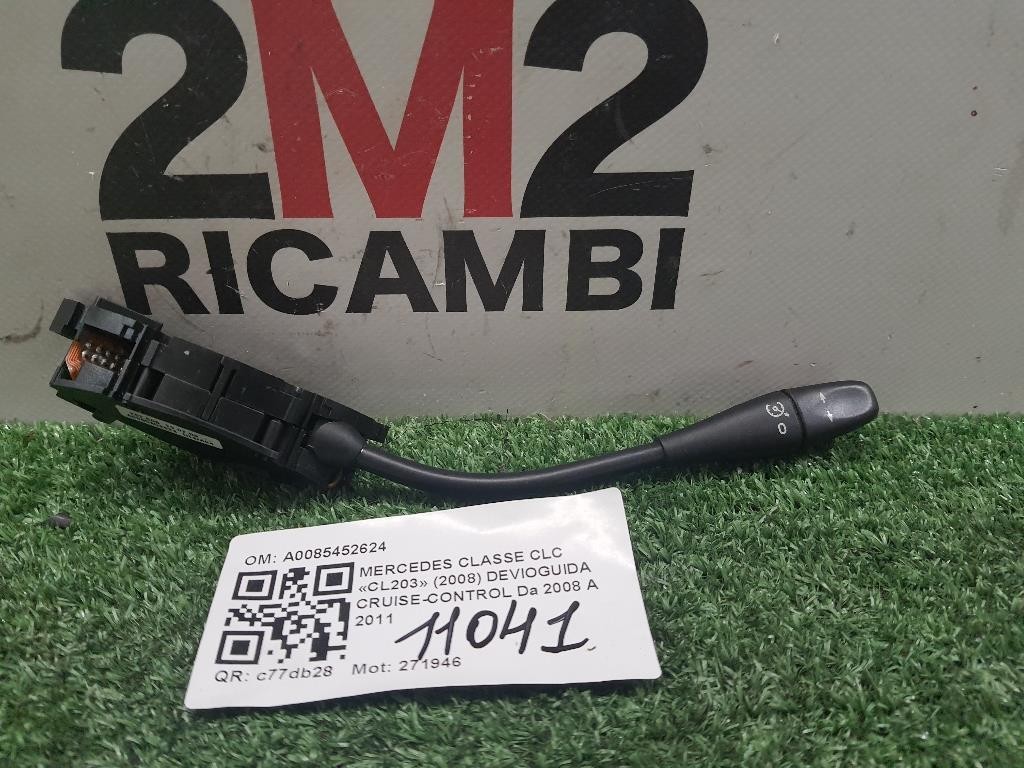 2M2
RICAMBI
0
OM: A0085452624
MERCEDES CLASSE CLC
«CL203» (2008) DEVIOGUIDA
CRUISE-CONTROL Da 2008 A
2011
11041
QR: c77db28 Mot: 271946